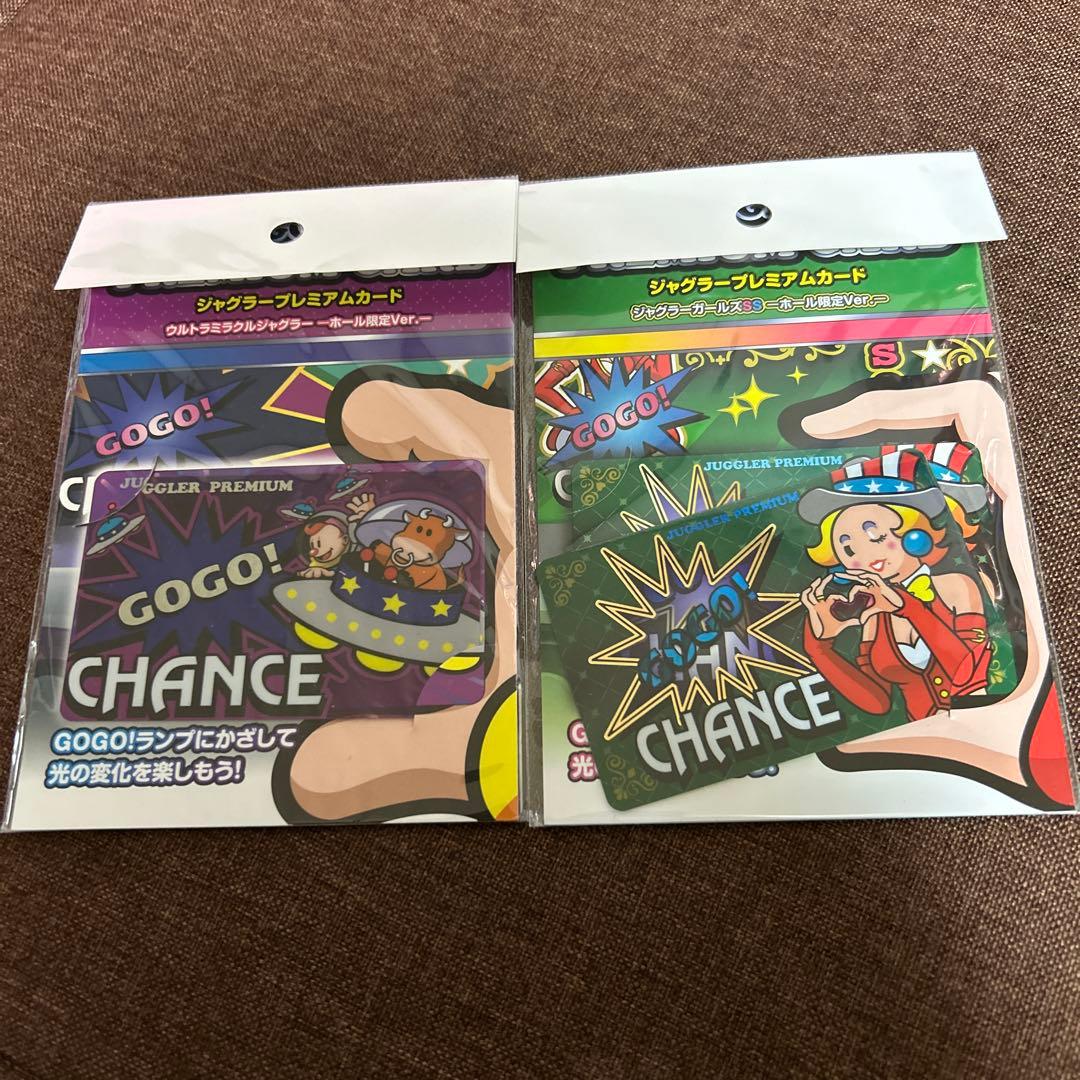 ジャグラープレミアムカード
ウルトラミラクルジャグラー ーホール限定Ver.ー
GOGO!
JUGGLER PREMIUM
GOGO!
CHANCE
GOGO!ランプにかざして
光の変化を楽しもう!
ジャグラープレミアムカード
ジャグラーガールズSS ーホール限定Ver.ー
S
GOGO!
JUGGLER PREMIUM
JUGGLER PREMIUM
GOGO!
CHANCE